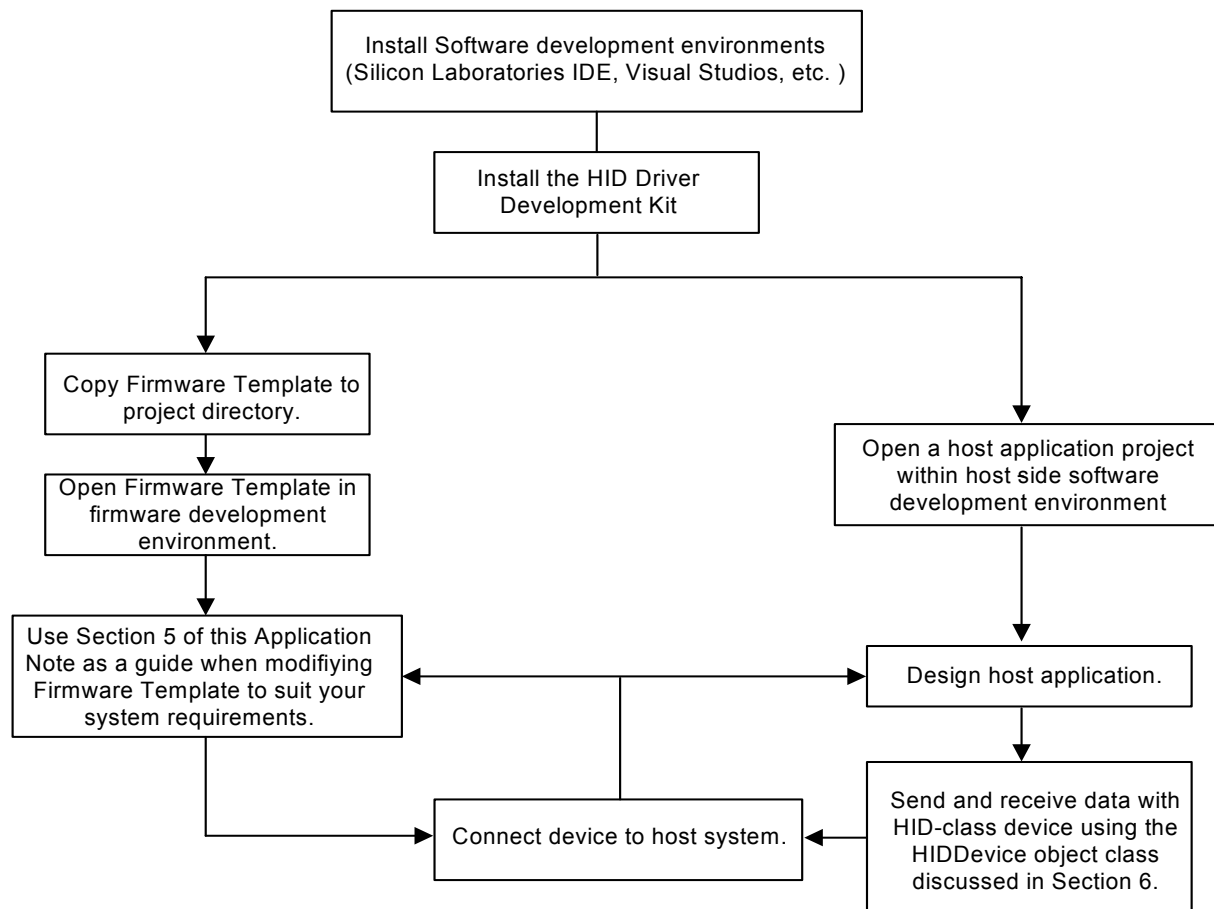 Install Software development environments
(Silicon Laboratories IDE, Visual Studios, etc. )
Install the HID Driver
Development Kit
Copy Firmware Template to
project directory.
Open Firmware Template in
firmware development
environment.
Use Section 5 of this Application
Note as a guide when modifiying
Firmware Template to suit your
system requirements.
Open a host application project
within host side software
development environment
Design host application.
Send and receive data with
HID-class device using the
HIDDevice object class
discussed in Section 6.
Connect device to host system.